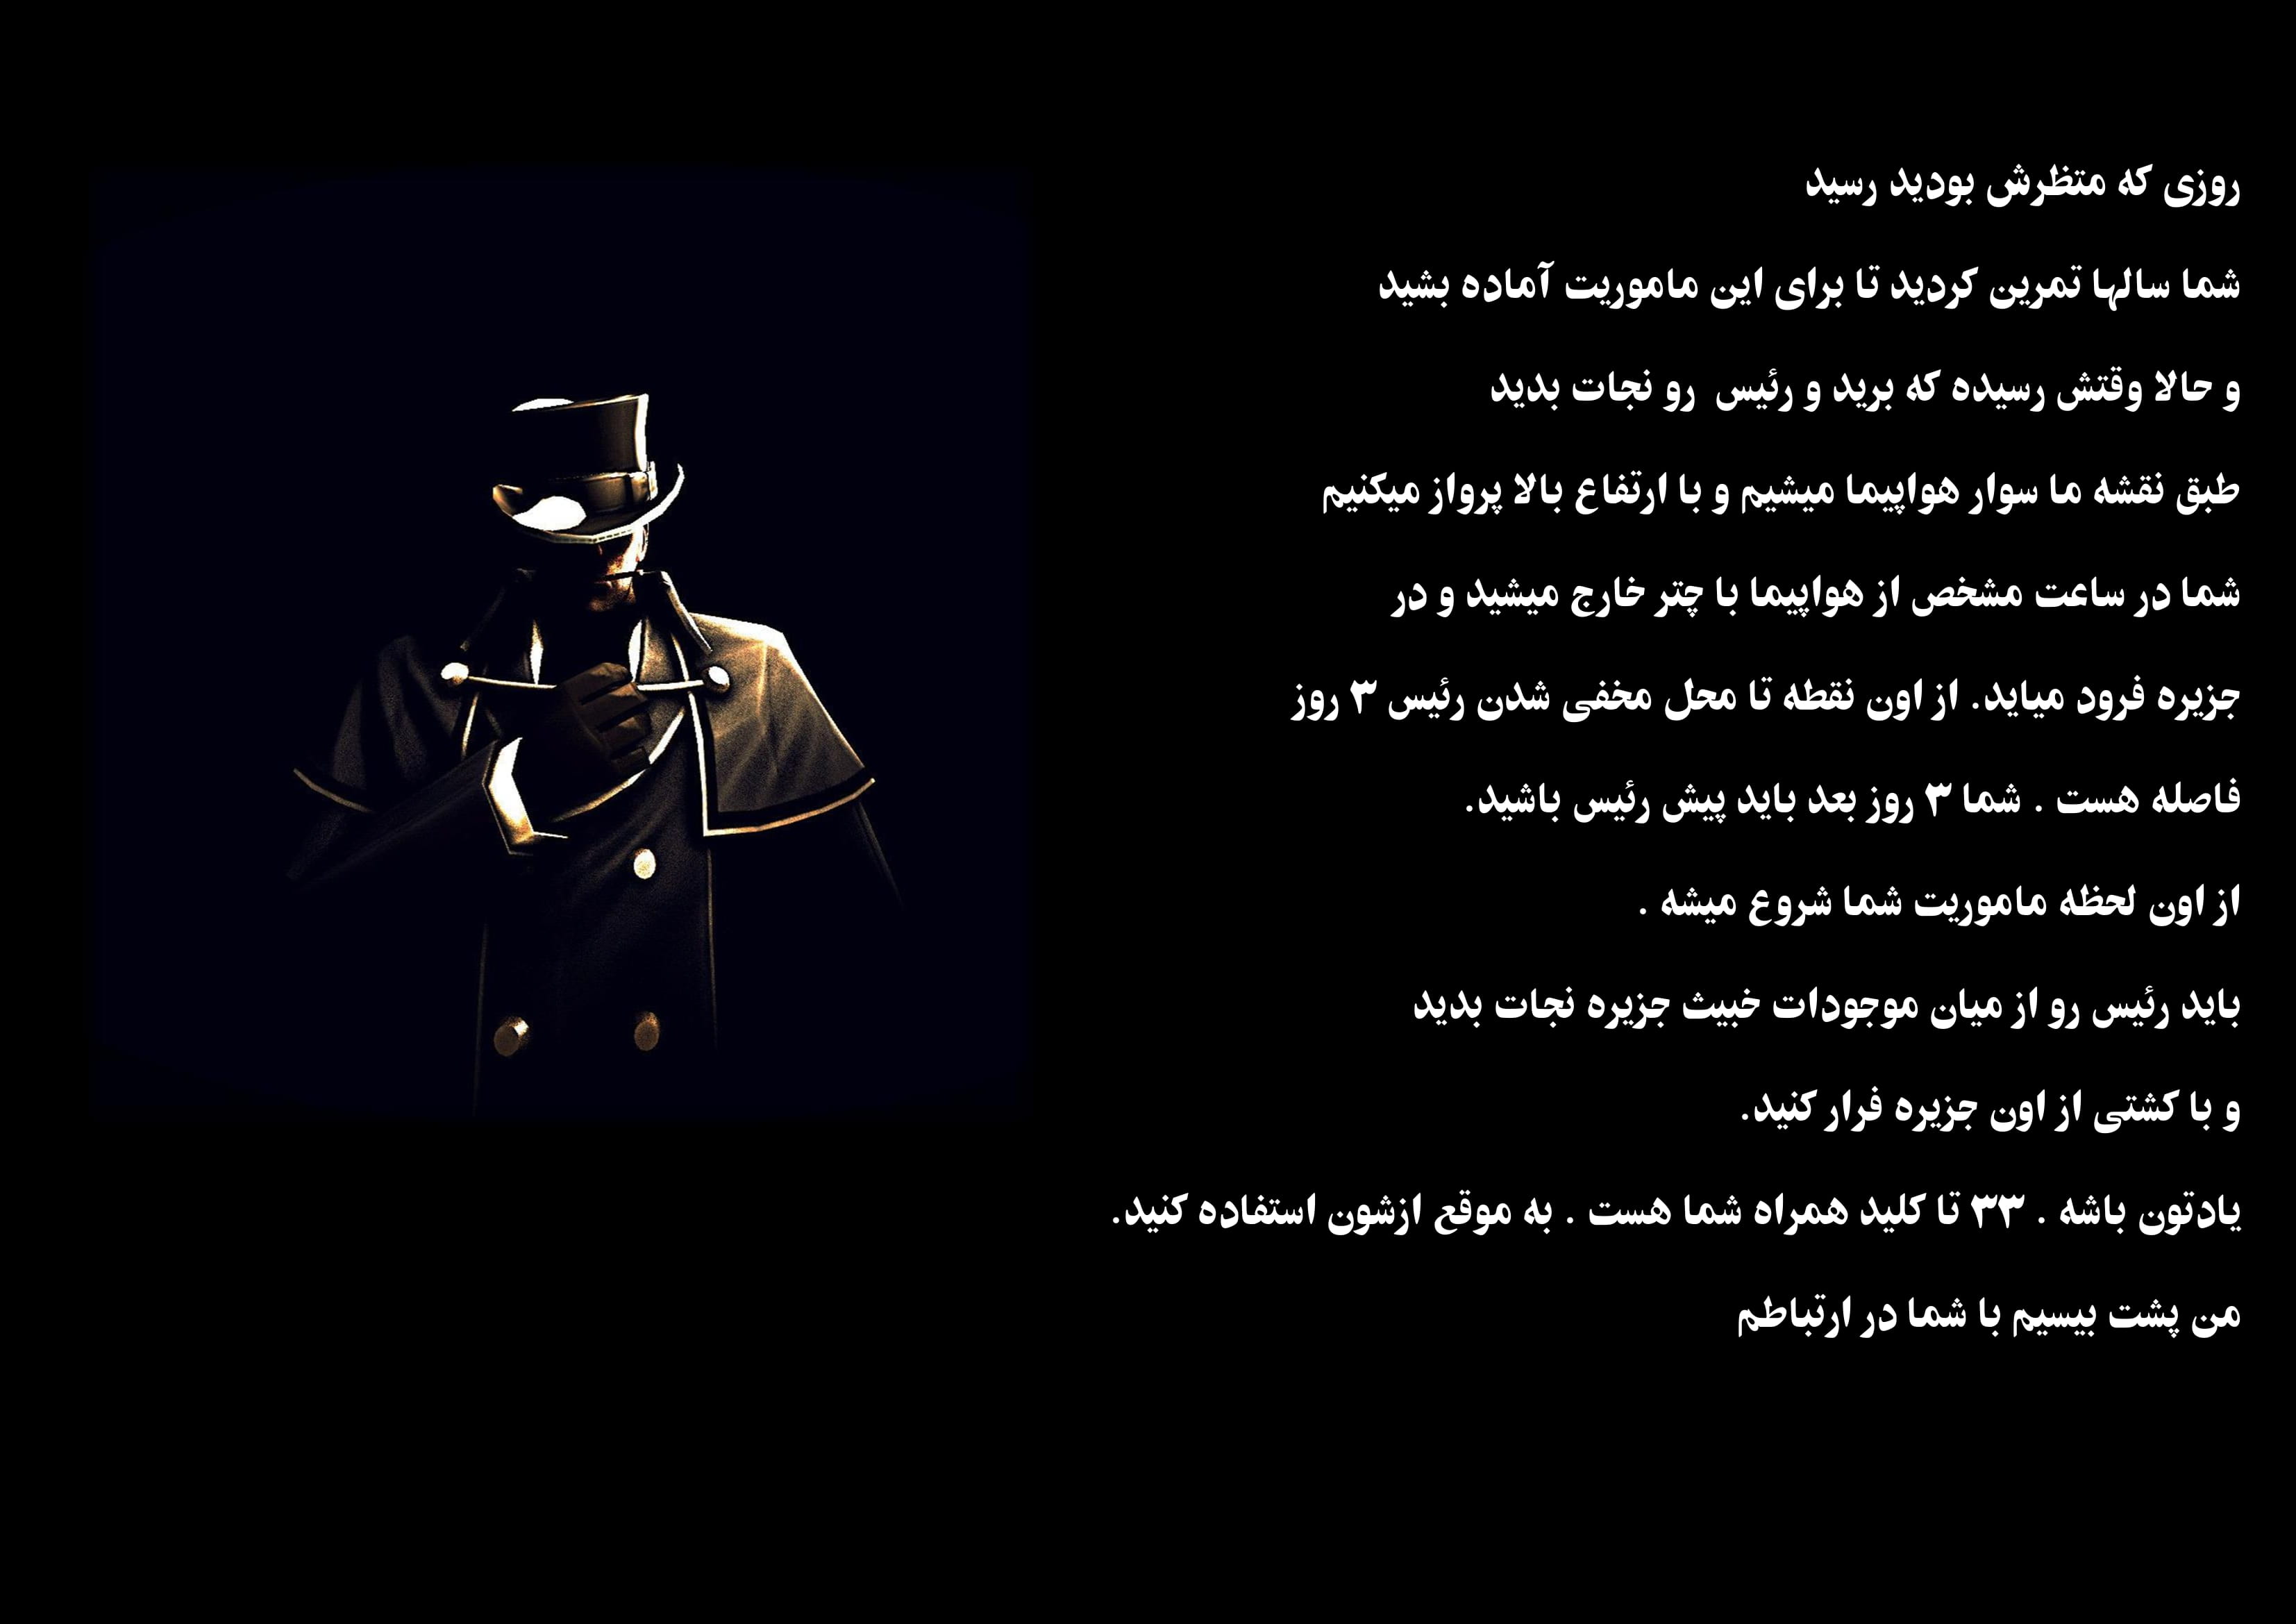 روزی که متظرش بودید رسید
شما سالها تمرین کردید تا برای این ماموریت آماده بشید
و حالا وقتش رسیده که برید و رئیس رو نجات بدید
طبق نقشه ما سوار هواپیما میشیم و با ارتفاع بالا پرواز میکنیم
شما در ساعت مشخص از هواپیما با چتر خارج میشید و در
جزیره فرود میاید. از اون نقطه تا محل مخفی شدن رئیس ۳ روز
فاصله هست . شما ۳ روز بعد باید پیش رئیس باشید.
از اون لحظه ماموریت شما شروع میشه .
باید رئیس رو از میان موجودات خبیث جزیره نجات بدید
و با کشتی از اون جزیره فرار کنید.
یادتون باشه . ۳۳ تا کلید همراه شما هست . به موقع ازشون استفاده کنید.
من پشت بیسیم با شما در ارتباطم